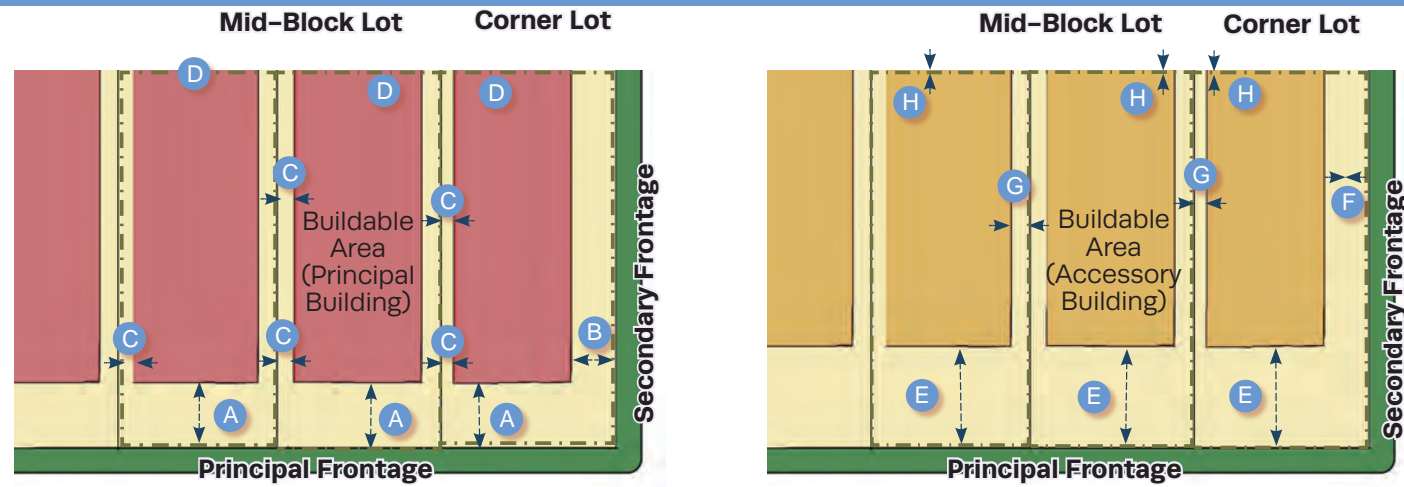 Mid-Block Lot
Corner Lot
D
D
D
C
C
Buildable
Area
(Principal
Building)
C
C
C
B
A
A
A
Secondary Frontage
Principal Frontage
Mid-Block Lot
Corner Lot
H
H
H
G
G
F
Buildable
Area
(Accessory
Building)
E
E
E
Secondary Frontage
Principal Frontage